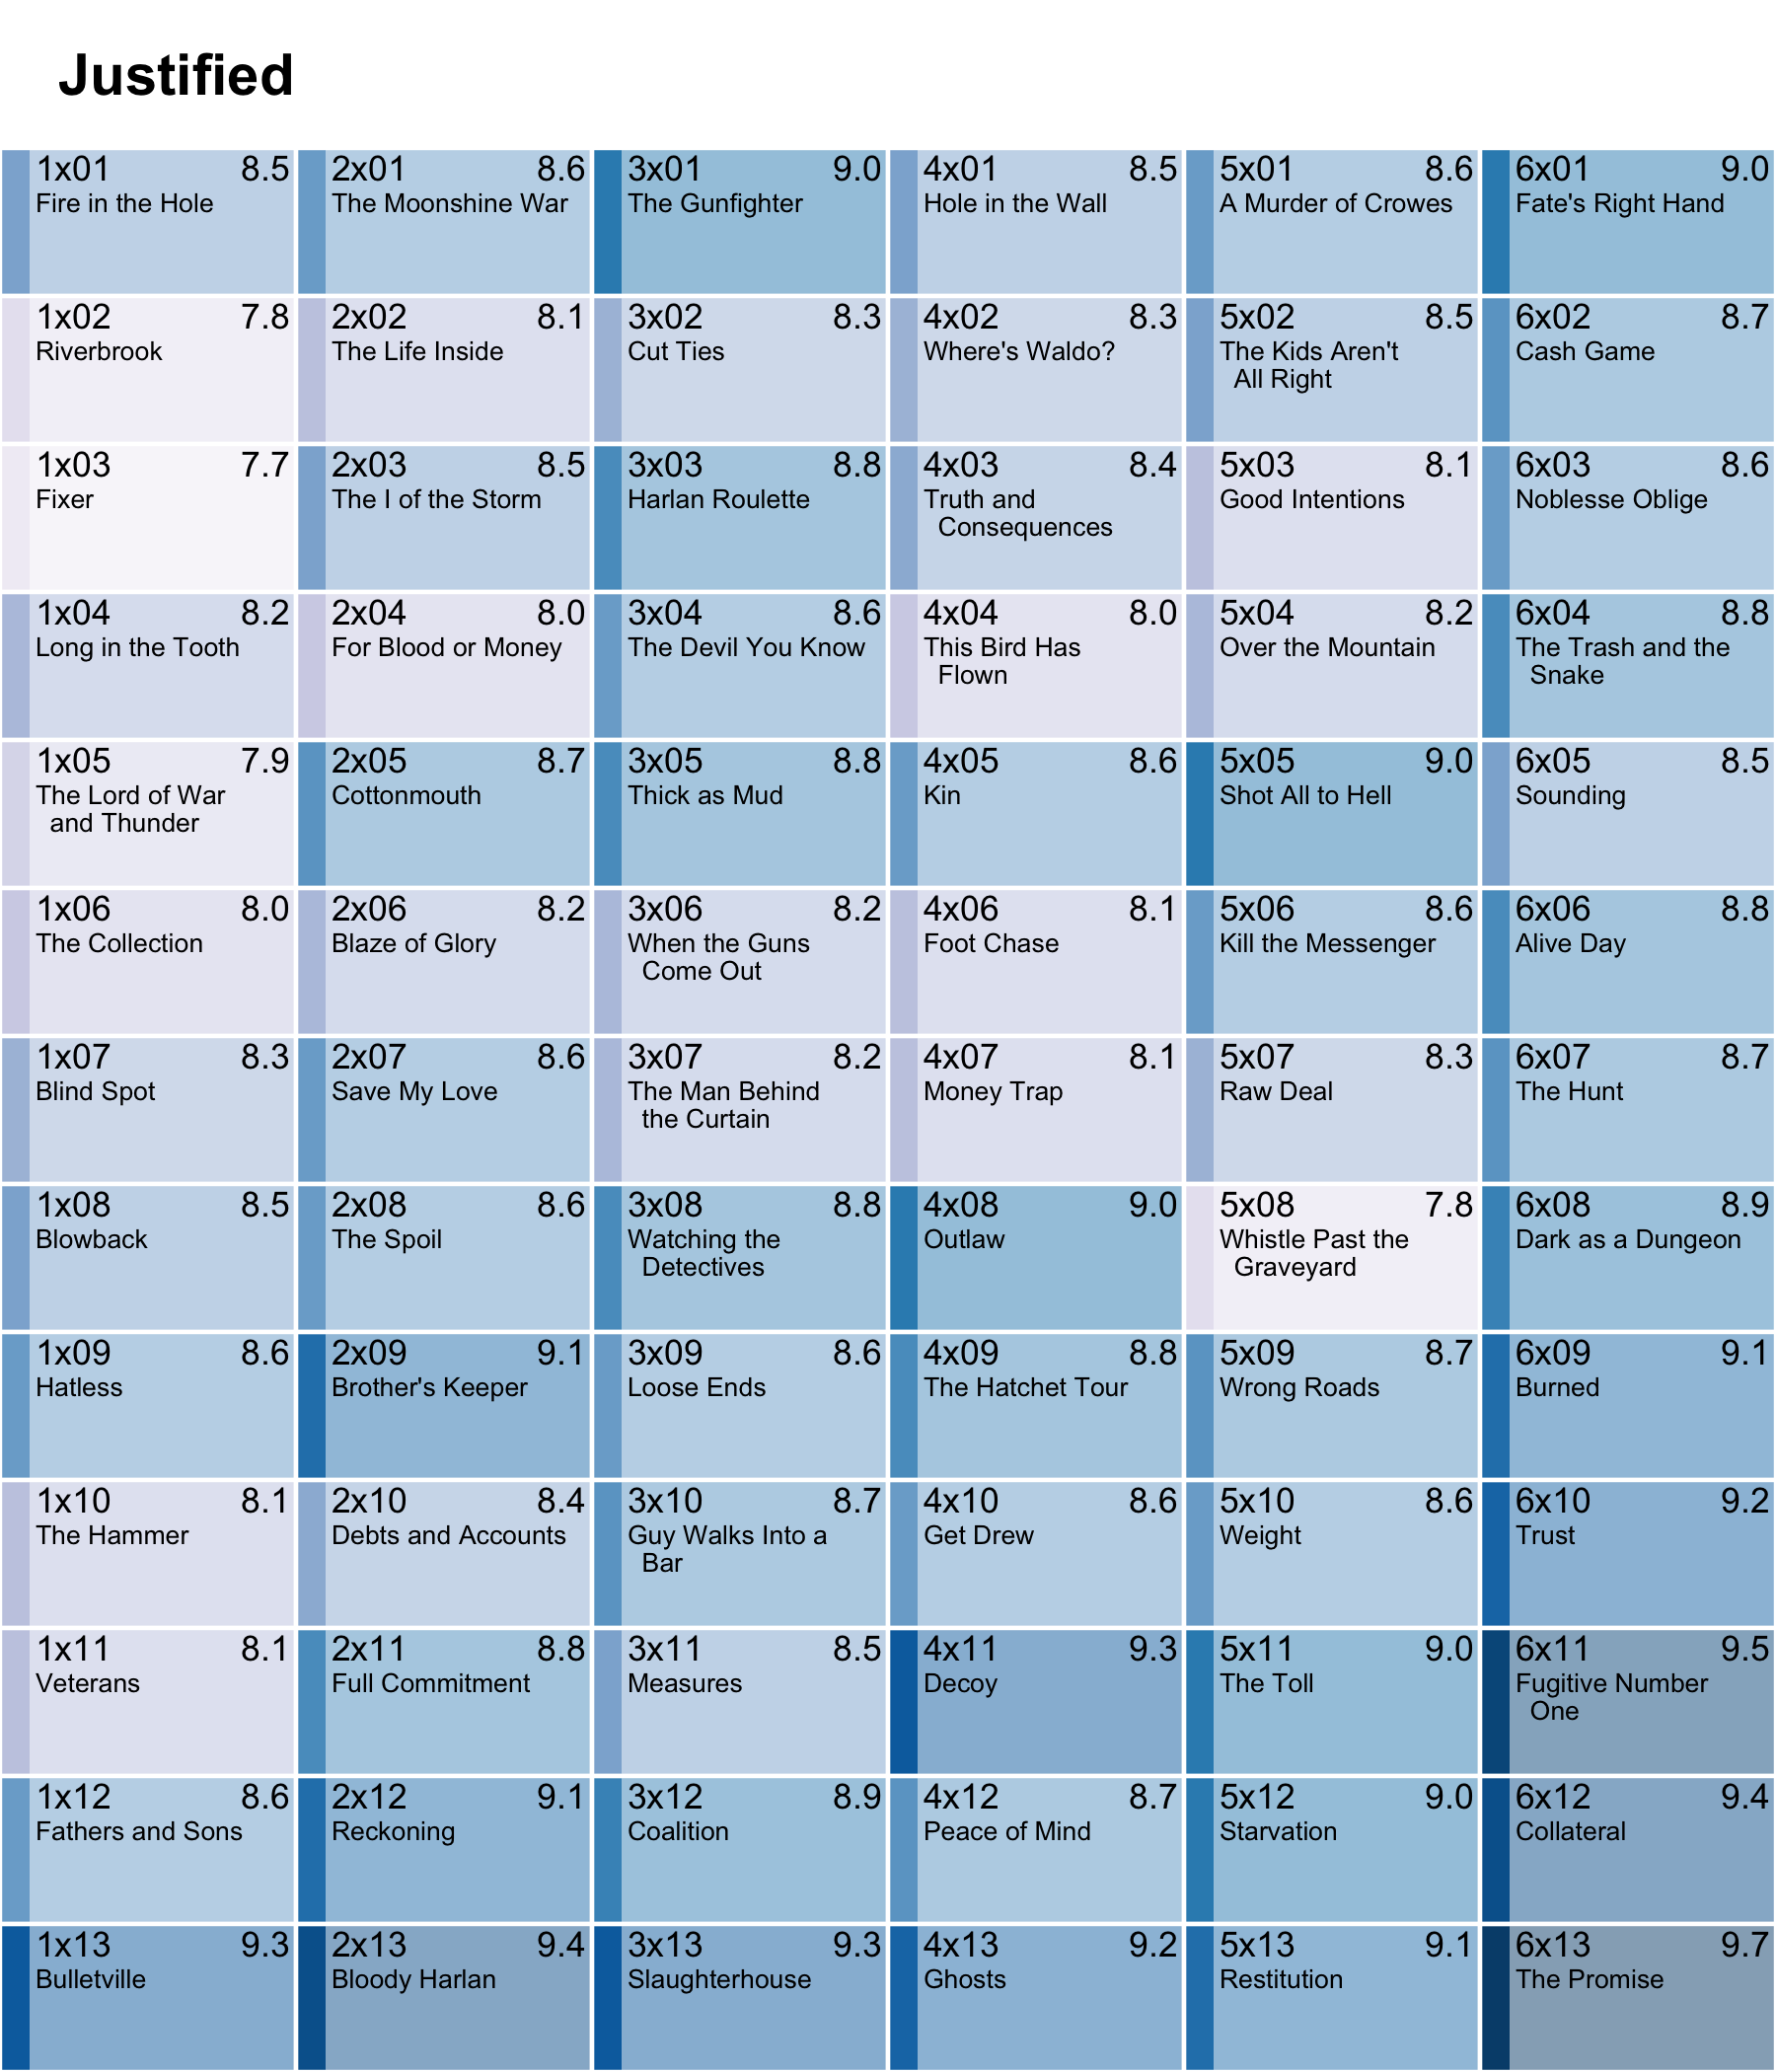 Justified
1x01 8.5
Fire in the Hole
2x01 8.6
The Moonshine War
3x01 9.0
The Gunfighter
4x01 8.5
Hole in the Wall
5x01 8.6
A Murder of Crowes
6x01 9.0
Fate's Right Hand
1x02 7.8
Riverbrook
2x02 8.1
The Life Inside
3x02 8.3
Cut Ties
4x02 8.3
Where's Waldo?
5x02 8.5
The Kids Aren't
All Right
6x02 8.7
Cash Game
1x03 7.7
Fixer
2x03 8.5
The I of the Storm
3x03 8.8
Harlan Roulette
4x03 8.4
Truth and
Consequences
5x03 8.1
Good Intentions
6x03 8.6
Noblesse Oblige
1x04 8.2
Long in the Tooth
2x04 8.0
For Blood or Money
3x04 8.6
The Devil You Know
4x04 8.0
This Bird Has
Flown
5x04 8.2
Over the Mountain
6x04 8.8
The Trash and the
Snake
1x05 7.9
The Lord of War
and Thunder
2x05 8.7
Cottonmouth
3x05 8.8
Thick as Mud
4x05 8.6
Kin
5x05 9.0
Shot All to Hell
6x05 8.5
Sounding
1x06 8.0
The Collection
2x06 8.2
Blaze of Glory
3x06 8.2
When the Guns
Come Out
4x06 8.1
Foot Chase
5x06 8.6
Kill the Messenger
6x06 8.8
Alive Day
1x07 8.3
Blind Spot
2x07 8.6
Save My Love
3x07 8.2
The Man Behind
the Curtain
4x07 8.1
Money Trap
5x07 8.3
Raw Deal
6x07 8.7
The Hunt
1x08 8.5
Blowback
2x08 8.6
The Spoil
3x08 8.8
Watching the
Detectives
4x08 9.0
Outlaw
5x08 7.8
Whistle Past the
Graveyard
6x08 8.9
Dark as a Dungeon
1x09 8.6
Hatless
2x09 9.1
Brother's Keeper
3x09 8.6
Loose Ends
4x09 8.8
The Hatchet Tour
5x09 8.7
Wrong Roads
6x09 9.1
Burned
1x10 8.1
The Hammer
2x10 8.4
Debts and Accounts
3x10 8.7
Guy Walks Into a
Bar
4x10 8.6
Get Drew
5x10 8.6
Weight
6x10 9.2
Trust
1x11 8.1
Veterans
2x11 8.8
Full Commitment
3x11 8.5
Measures
4x11 9.3
Decoy
5x11 9.0
The Toll
6x11 9.5
Fugitive Number
One
1x12 8.6
Fathers and Sons
2x12 9.1
Reckoning
3x12 8.9
Coalition
4x12 8.7
Peace of Mind
5x12 9.0
Starvation
6x12 9.4
Collateral
1x13 9.3
Bulletville
2x13 9.4
Bloody Harlan
3x13 9.3
Slaughterhouse
4x13 9.2
Ghosts
5x13 9.1
Restitution
6x13 9.7
The Promise